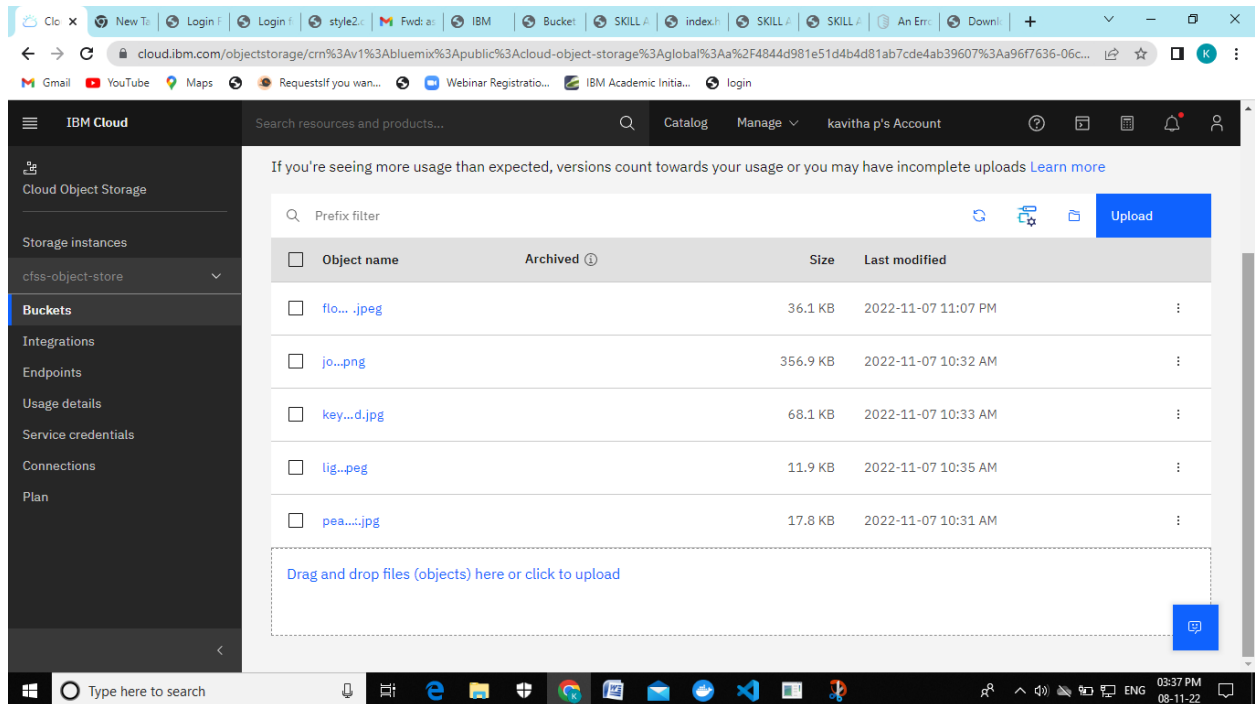 Clo
New Ta
Login F
Login f
style2.c
Fwd: as
IBM
Bucket
SKILL A
index.h
SKILL A
SKILL A
An Erro
Downlo
cloud.ibm.com/objectstorage/crn%3Av1%3Abluemix%3Apublic%3Acloud-object-storage%3Aglobal%3Aa%2F4844d981e51d4b4d81ab7cde4ab39607%3Aa96f7636-06c...
K
Gmail
YouTube
Maps
RequestsIf you wan...
Webinar Registratio...
IBM Academic Initia...
login
IBM Cloud
Search resources and products...
Catalog
Manage
kavitha p's Account
Cloud Object Storage
Storage instances
cfss-object-store
Buckets
Integrations
Endpoints
Usage details
Service credentials
Connections
Plan
If you're seeing more usage than expected, versions count towards your usage or you may have incomplete uploads Learn more
Prefix filter
Upload
Object name Archived Size Last modified
flo... .jpeg 36.1 KB 2022-11-07 11:07 PM
jo...png 356.9 KB 2022-11-07 10:32 AM
key...d.jpg 68.1 KB 2022-11-07 10:33 AM
lig...peg 11.9 KB 2022-11-07 10:35 AM
pea...:.jpg 17.8 KB 2022-11-07 10:31 AM
Drag and drop files (objects) here or click to upload
Type here to search
ENG
03:37 PM
08-11-22